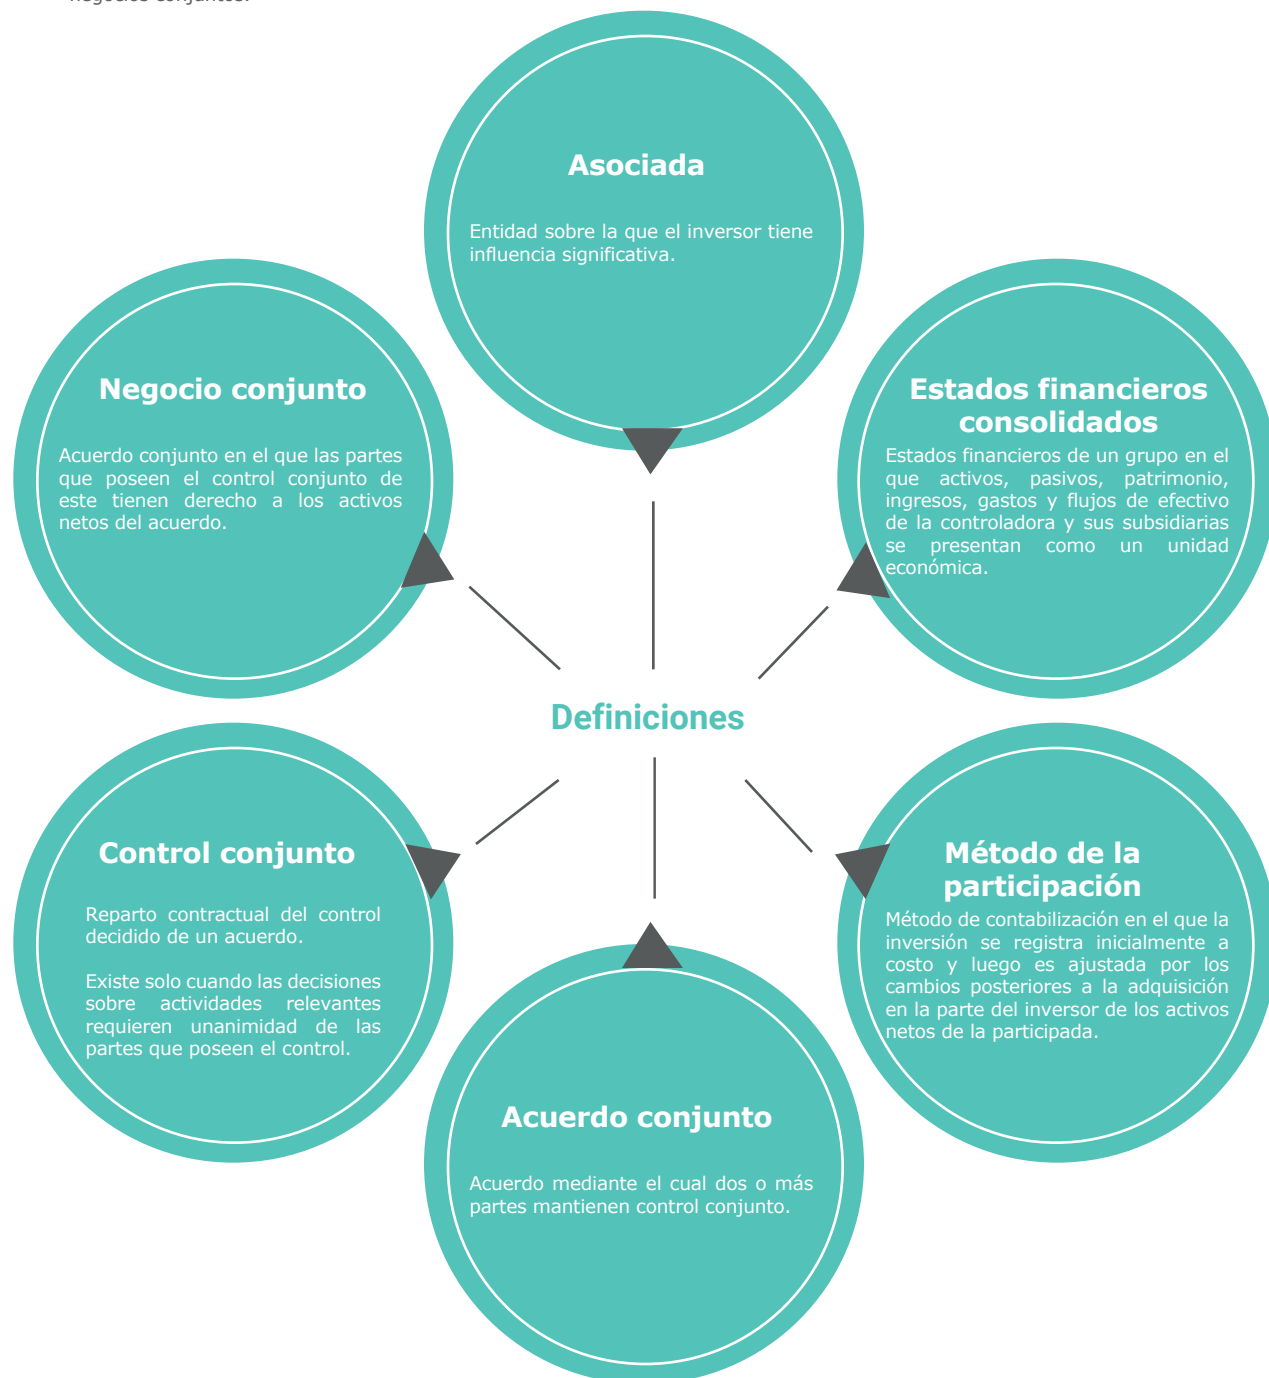 negocios conjuntos.
Asociada
Entidad sobre la que el inversor tiene
influencia significativa.
Negocio conjunto
Acuerdo conjunto en el que las partes
que poseen el control conjunto de
este tienen derecho a los activos
netos del acuerdo.
Estados financieros
consolidados
Estados financieros de un grupo en el
que activos, pasivos, patrimonio,
ingresos, gastos y flujos de efectivo
de la controladora y sus subsidiarias
se presentan como un unidad
económica.
Definiciones
Control conjunto
Reparto contractual del control
decidido de un acuerdo.
Existe solo cuando las decisiones
sobre actividades relevantes
requieren unanimidad de las
partes que poseen el control.
Método de la
participación
Método de contabilización en el que la
inversión se registra inicialmente a
costo y luego es ajustada por los
cambios posteriores a la adquisición
en la parte del inversor de los activos
netos de la participada.
Acuerdo conjunto
Acuerdo mediante el cual dos o más
partes mantienen control conjunto.